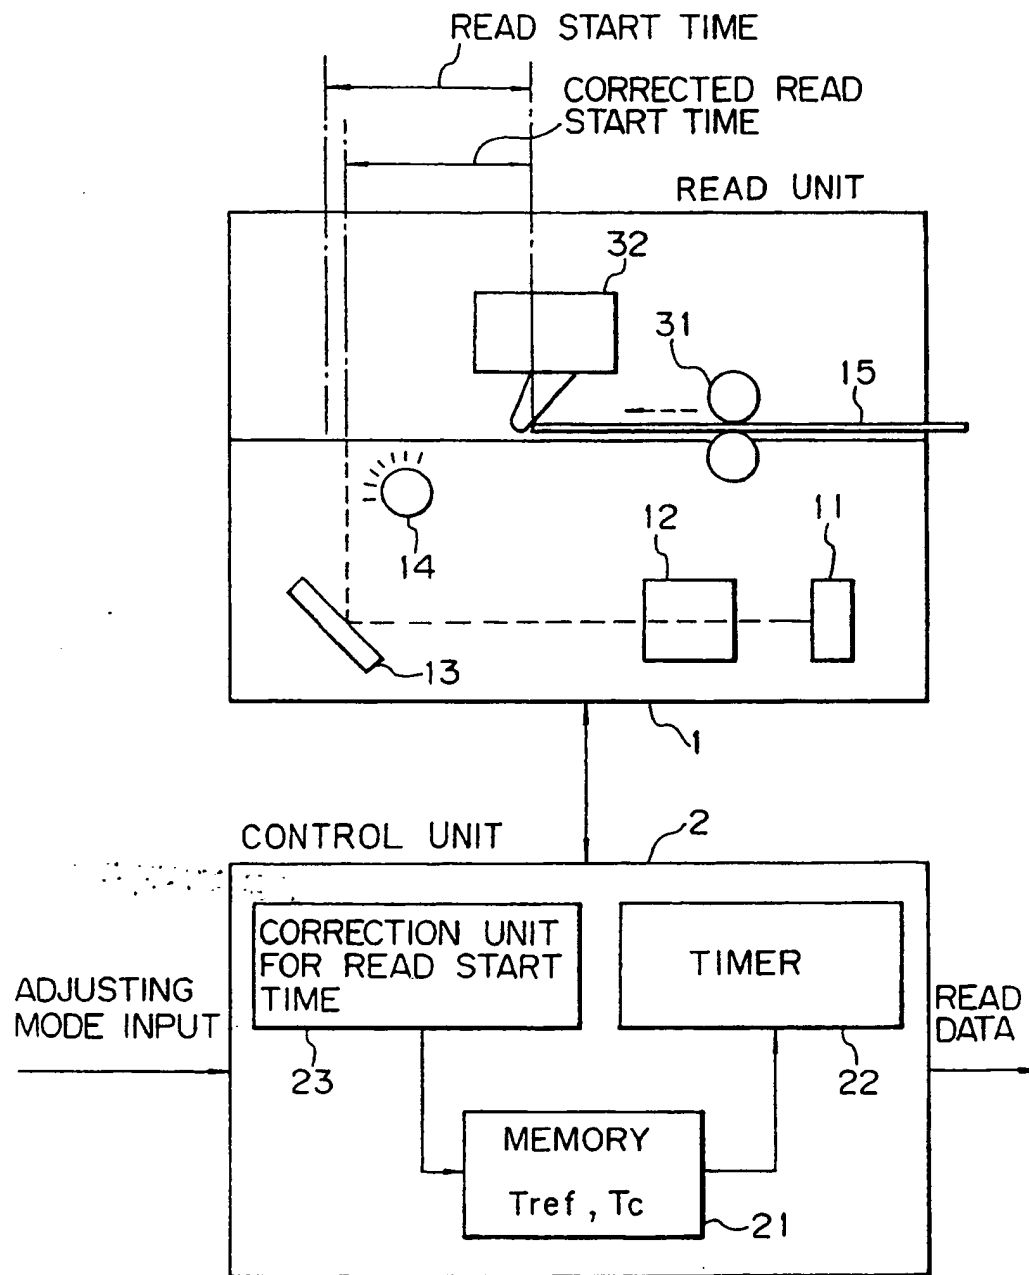 READ START TIME
CORRECTED READ
START TIME
READ UNIT
32
31
15
14
12
11
13
1
CONTROL UNIT
2
CORRECTION UNIT
FOR READ START
TIME
TIMER
ADJUSTING
MODE INPUT
READ
DATA
23
22
MEMORY
Tref , Tc
21